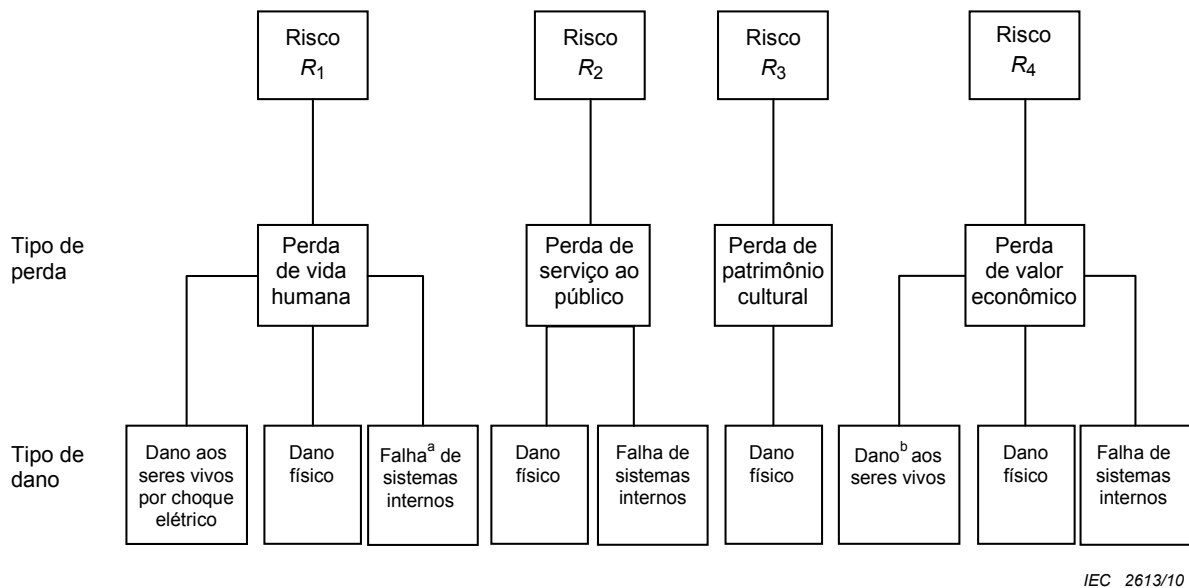 Risco
R1
Risco
R2
Risco
R3
Risco
R4
Tipo de
perda
Perda
de vida
humana
Perda de
serviço ao
público
Perda de
patrimônio
cultural
Perda
de valor
econômico
Tipo de
dano
Dano aos
seres vivos
por choque
elétrico
Dano
físico
Falhaᵃ de
sistemas
internos
Dano
físico
Falha de
sistemas
internos
Dano
físico
Danoᵇ aos
seres vivos
Dano
físico
Falha de
sistemas
internos
IEC 2613/10